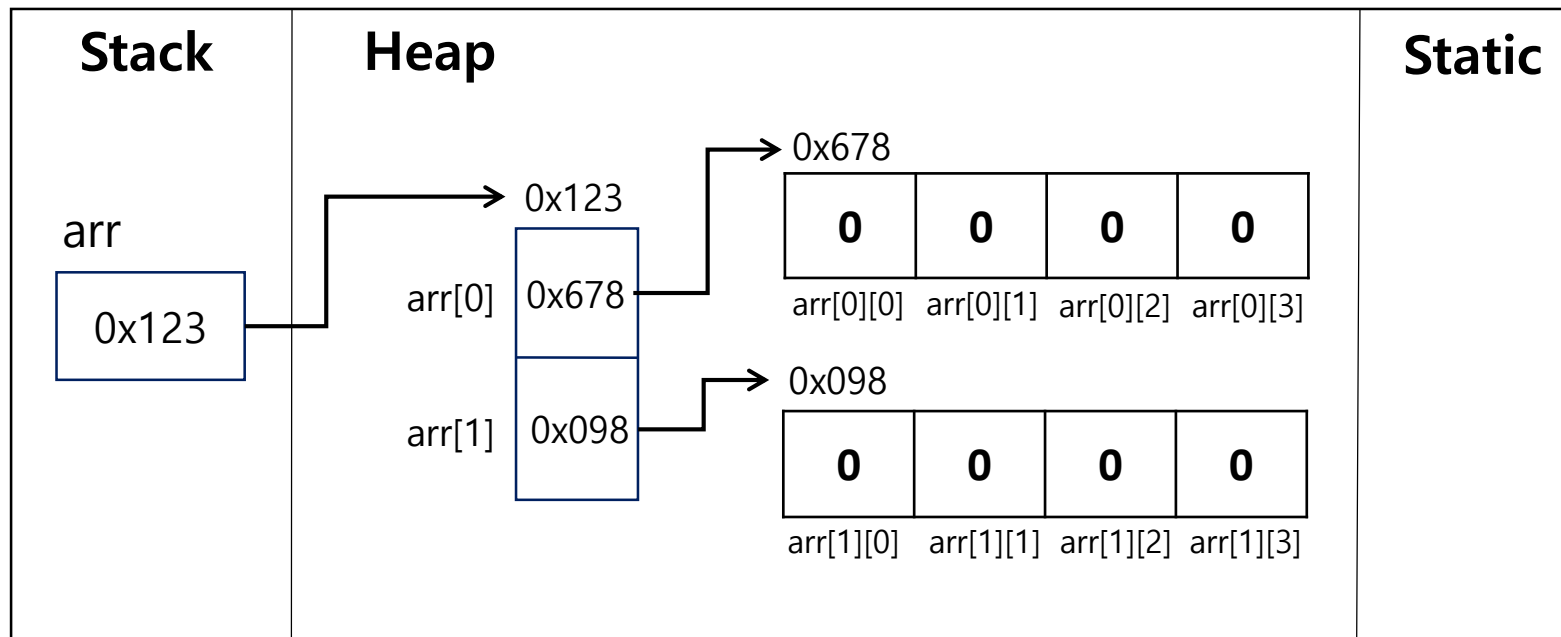 Stack
Heap
Static
arr
0x123
0x123
arr[0]
0x678
arr[1]
0x098
0x678
0 0 0 0
arr[0][0] arr[0][1] arr[0][2] arr[0][3]
0x098
0 0 0 0
arr[1][0] arr[1][1] arr[1][2] arr[1][3]